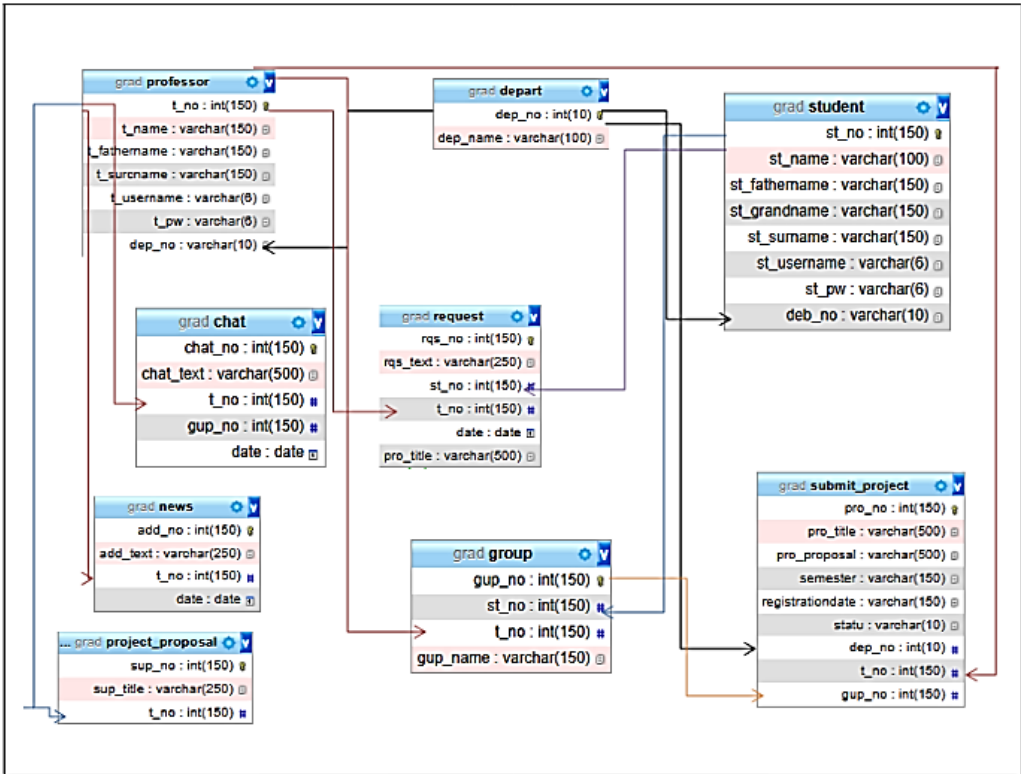 grad professor
t_no : int(150)
t_name : varchar(150)
t_fathername : varchar(150)
t_surcname : varchar(150)
t_username : varchar(6)
t_pw : varchar(6)
dep_no : varchar(10)
grad depart
dep_no : int(10)
dep_name : varchar(100)
grad student
st_no : int(150)
st_name : varchar(100)
st_fathername : varchar(150)
st_grandname : varchar(150)
st_surname : varchar(150)
st_username : varchar(6)
st_pw : varchar(6)
deb_no : varchar(10)
grad chat
chat_no : int(150)
chat_text : varchar(500)
t_no : int(150)
gup_no : int(150)
date : date
grad request
rqs_no : int(150)
rqs_text : varchar(250)
st_no : int(150)
t_no : int(150)
date : date
pro_title : varchar(500)
grad news
add_no : int(150)
add_text : varchar(250)
t_no : int(150)
date : date
grad group
gup_no : int(150)
st_no : int(150)
t_no : int(150)
gup_name : varchar(150)
grad submit_project
pro_no : int(150)
pro_title : varchar(500)
pro_proposal : varchar(500)
semester : varchar(150)
registrationdate : varchar(150)
statu : varchar(10)
dep_no : int(10)
t_no : int(150)
gup_no : int(150)
... grad project_proposal
sup_no : int(150)
sup_title : varchar(250)
t_no : int(150)